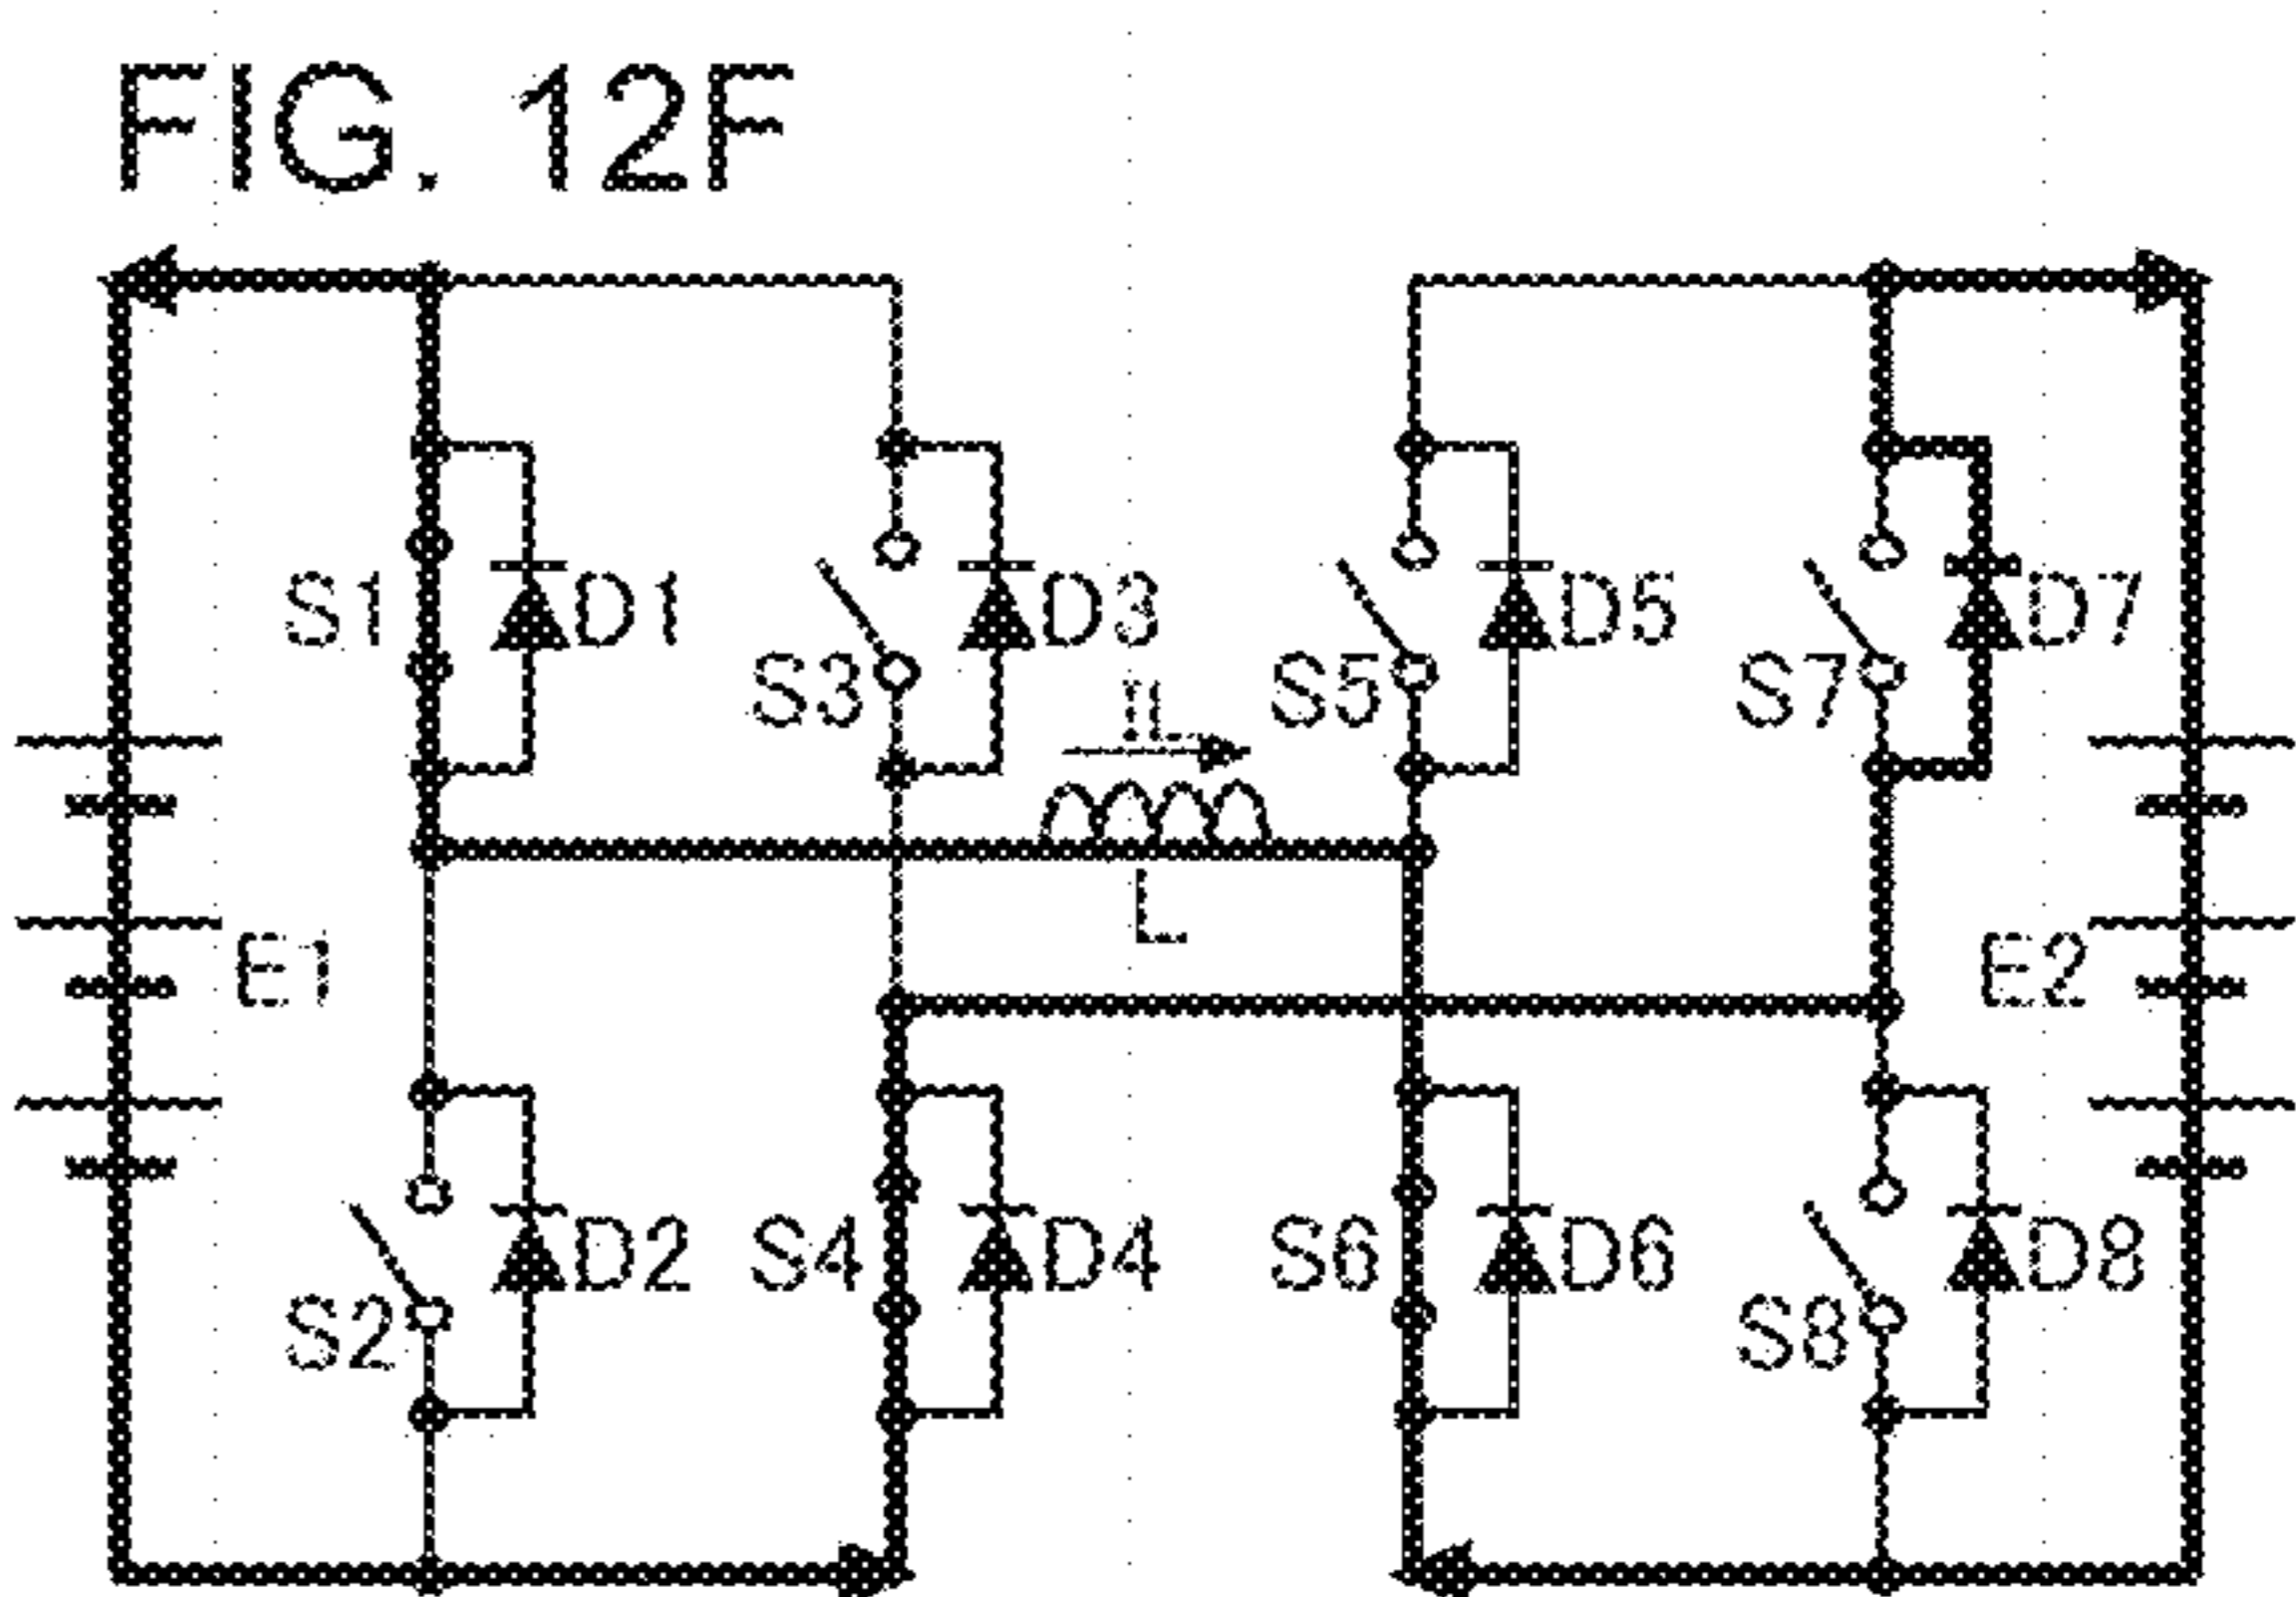 FIG. 12F
S1 D1
S3 D3
S5 D5
S7 D7
IL
L
E1
E2
S2 D2
S4 D4
S6 D6
S8 D8